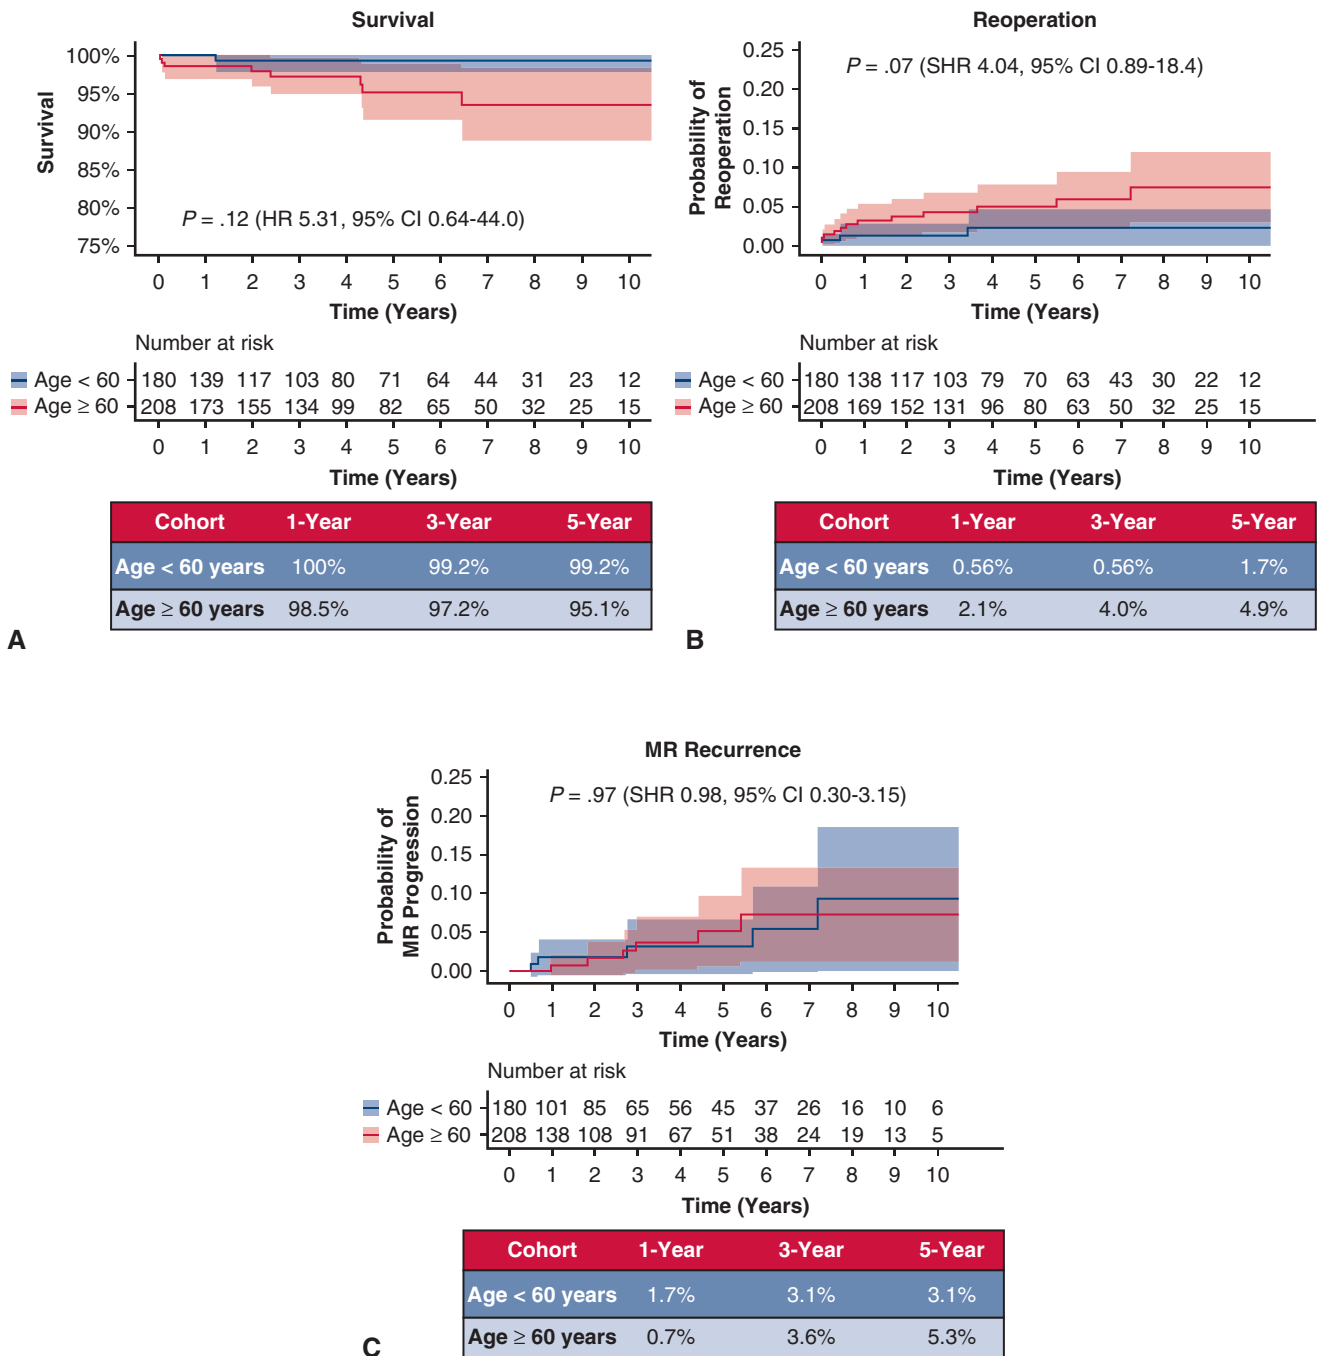 Survival
100%
95%
90%
85%
80%
75%
Survival
P = .12 (HR 5.31, 95% CI 0.64-44.0)
0 1 2 3 4 5 6 7 8 9 10
Time (Years)
Number at risk
Age < 60 180 139 117 103 80 71 64 44 31 23 12
Age ≥ 60 208 173 155 134 99 82 65 50 32 25 15
0 1 2 3 4 5 6 7 8 9 10
Time (Years)
Cohort 1-Year 3-Year 5-Year
Age < 60 years 100% 99.2% 99.2%
Age ≥ 60 years 98.5% 97.2% 95.1%
A
Reoperation
0.25
0.20
0.15
0.10
0.05
0.00
Probability of
Reoperation
P = .07 (SHR 4.04, 95% CI 0.89-18.4)
0 1 2 3 4 5 6 7 8 9 10
Time (Years)
Number at risk
Age < 60 180 138 117 103 79 70 63 43 30 22 12
Age ≥ 60 208 169 152 131 96 80 63 50 32 25 15
0 1 2 3 4 5 6 7 8 9 10
Time (Years)
Cohort 1-Year 3-Year 5-Year
Age < 60 years 0.56% 0.56% 1.7%
Age ≥ 60 years 2.1% 4.0% 4.9%
B
MR Recurrence
0.25
0.20
0.15
0.10
0.05
0.00
Probability of
MR Progression
P = .97 (SHR 0.98, 95% CI 0.30-3.15)
0 1 2 3 4 5 6 7 8 9 10
Time (Years)
Number at risk
Age < 60 180 101 85 65 56 45 37 26 16 10 6
Age ≥ 60 208 138 108 91 67 51 38 24 19 13 5
0 1 2 3 4 5 6 7 8 9 10
Time (Years)
Cohort 1-Year 3-Year 5-Year
Age < 60 years 1.7% 3.1% 3.1%
Age ≥ 60 years 0.7% 3.6% 5.3%
C